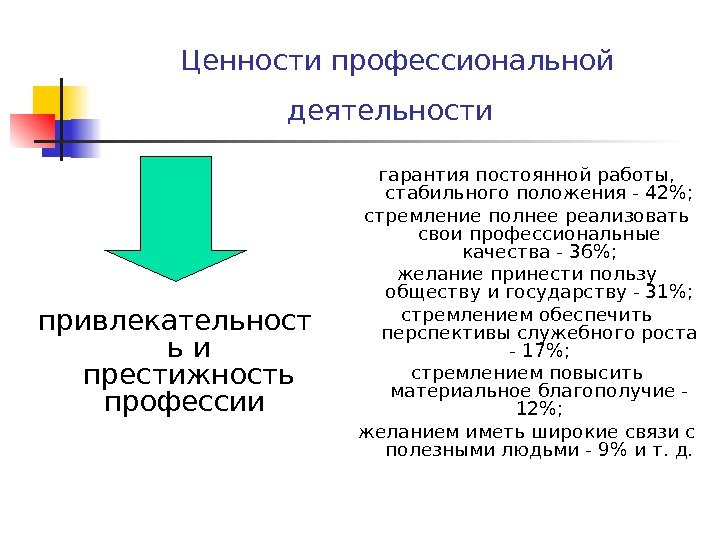 Ценности профессиональной
деятельности
привлекательност
ь и
престижность
профессии
гарантия постоянной работы,
стабильного положения - 42%;
стремление полнее реализовать
свои профессиональные
качества - 36%;
желание принести пользу
обществу и государству - 31%;
стремлением обеспечить
перспективы служебного роста
- 17%;
стремлением повысить
материальное благополучие -
12%;
желанием иметь широкие связи с
полезными людьми - 9% и т. д.